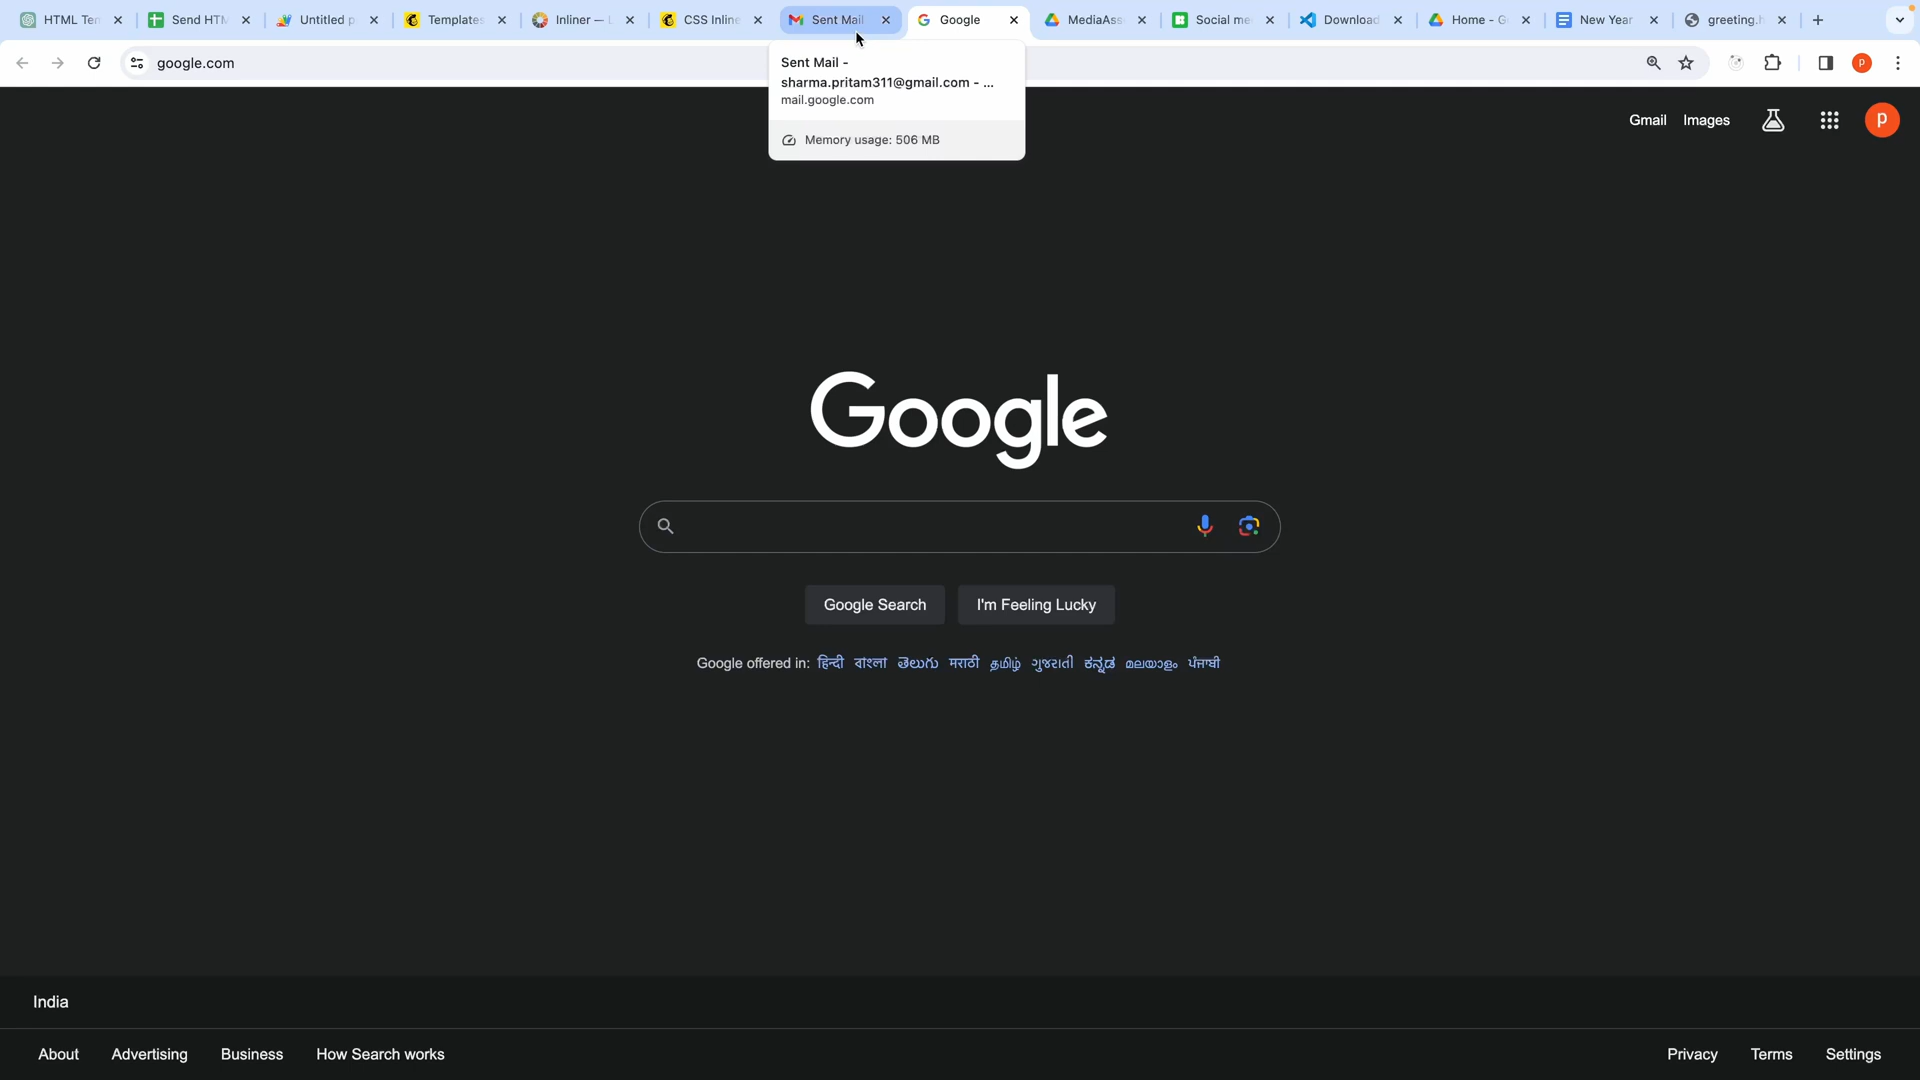 HTML Ten
Send HTM
Untitled p
Templates
Inliner — L
CSS Inline
Sent Mail
Google
MediaAss
Social me
Download
Home - G
New Year
greeting.h
google.com
P
Sent Mail -
sharma.pritam311@gmail.com - ...
mail.google.com
Memory usage: 506 MB
Gmail Images
P
Google
Google Search
I'm Feeling Lucky
Google offered in: हिन्दी বাংলা తెలుగు मराठी தமிழ் ગુજરાતી ಕನ್ನಡ മലയാളം ਪੰਜਾਬੀ
India
About Advertising Business How Search works
Privacy Terms Settings